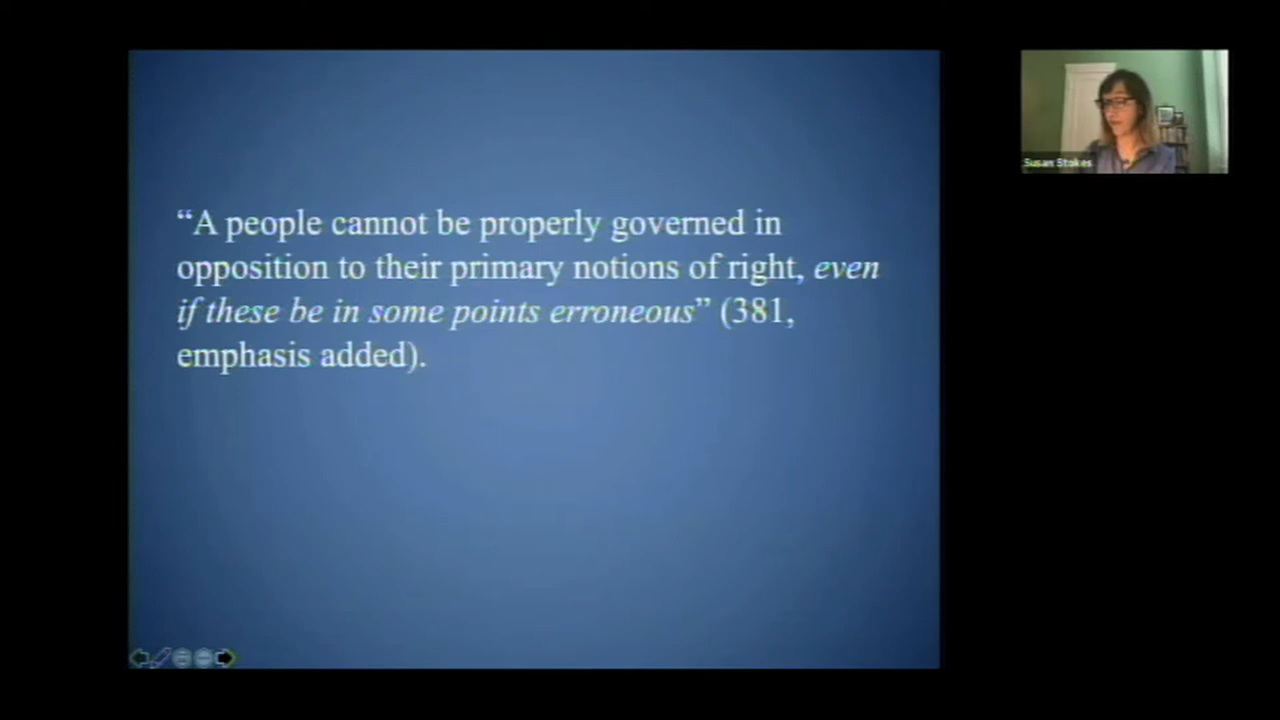 “A people cannot be properly governed in
opposition to their primary notions of right, even
if these be in some points erroneous” (381,
emphasis added).
Susan Stokes